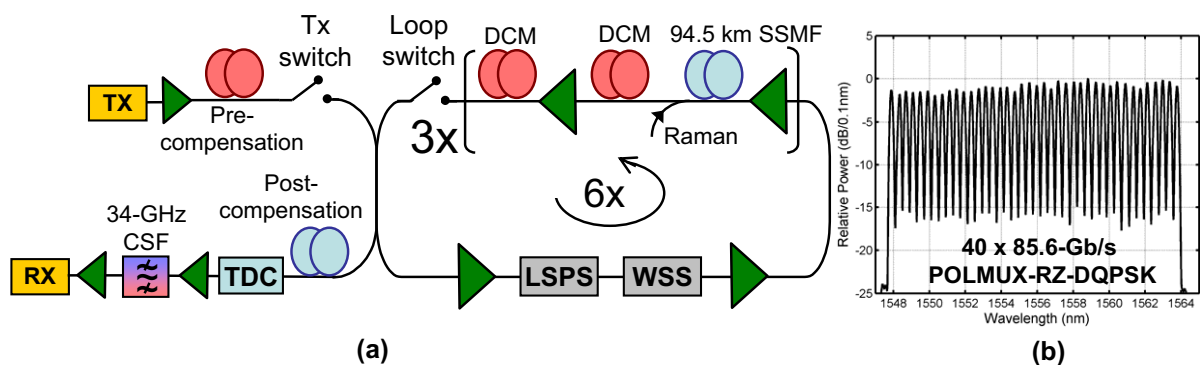 Tx
switch
Loop
switch
DCM
DCM
94.5 km SSMF
TX
Pre-
compensation
3x
Raman
6x
Post-
compensation
34-GHz
CSF
RX
TDC
LSPS
WSS
(a)
5
0
-5
-10
-15
-20
-25
Relative Power (dB/0.1nm)
40 x 85.6-Gb/s
POLMUX-RZ-DQPSK
1548 1550 1552 1554 1556 1558 1560 1562 1564
Wavelength (nm)
(b)